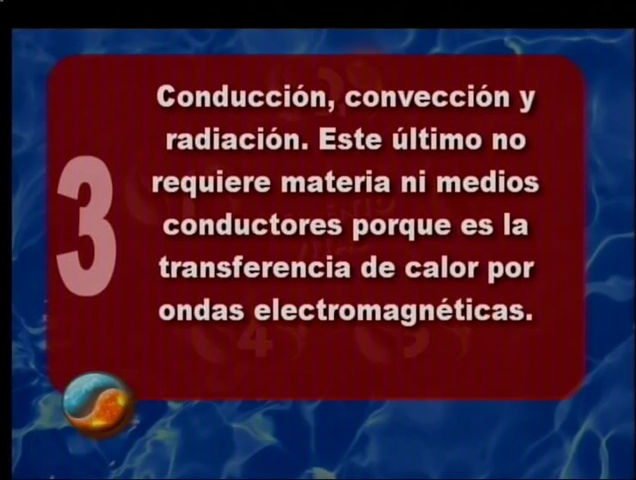 3
Conducción, convección y
radiación. Este último no
requiere materia ni medios
conductores porque es la
transferencia de calor por
ondas electromagnéticas.